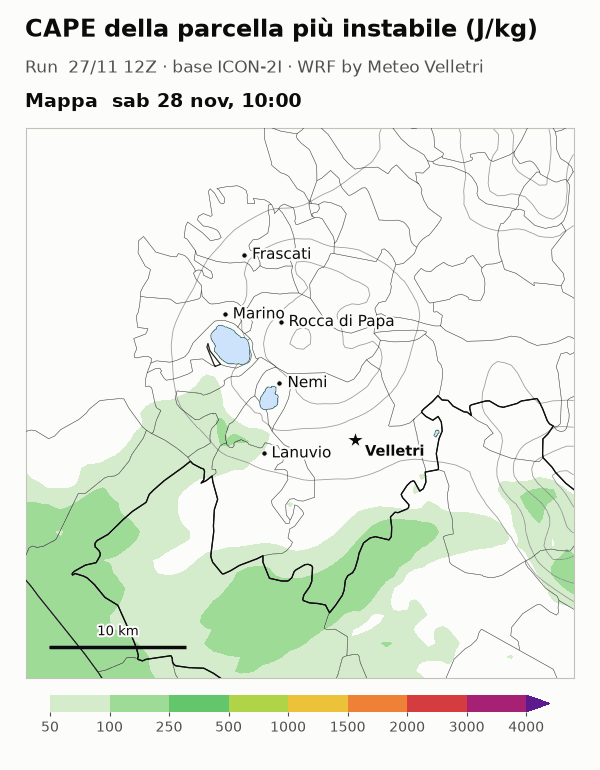 CAPE della parcella più instabile (J/kg)
Run 27/11 12Z · base ICON-2I · WRF by Meteo Velletri
Mappa sab 28 nov, 10:00
Frascati
Marino
Rocca di Papa
Nemi
Velletri
Lanuvio
10 km
50 100 250 500 1000 1500 2000 3000 4000